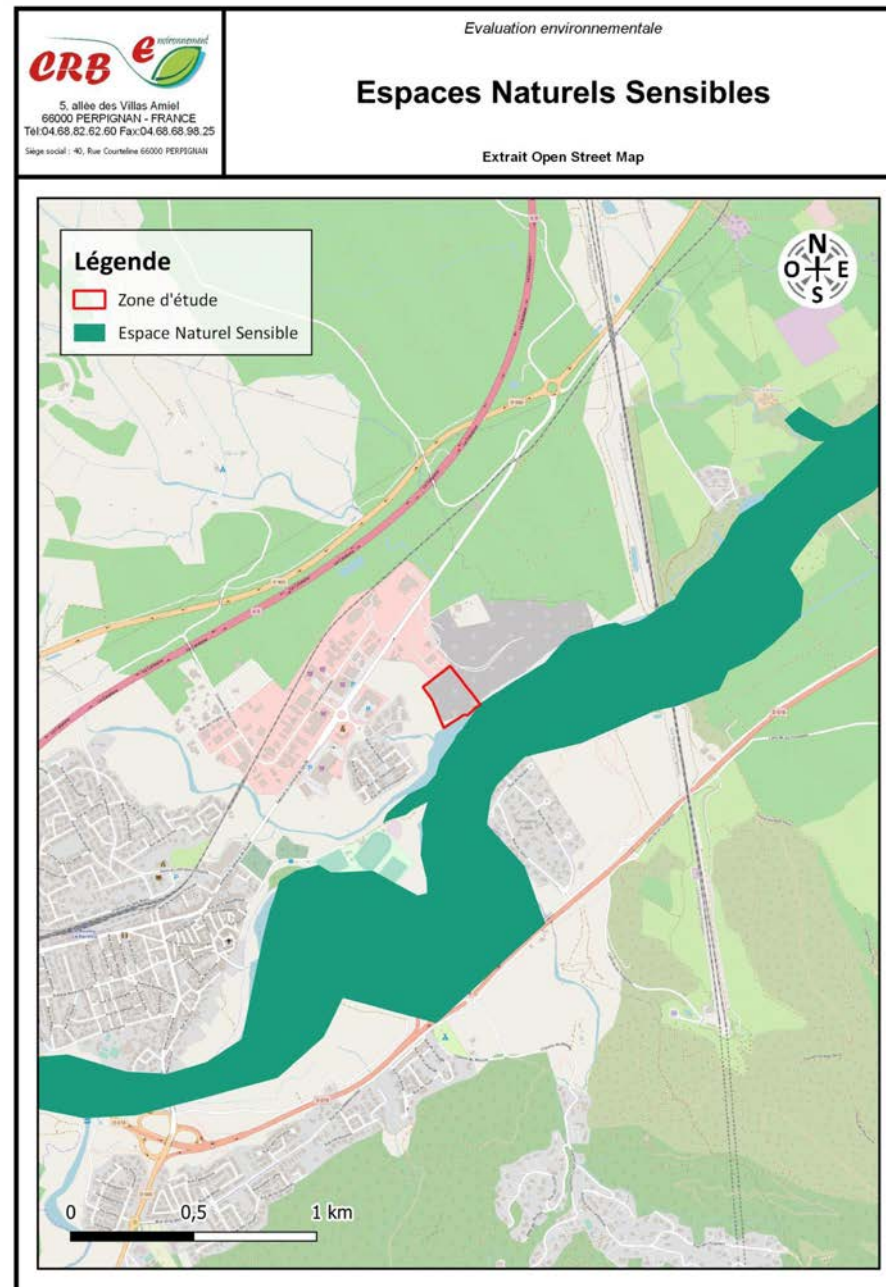 CRB Environnement
5, allée des Villas Amiel
66000 PERPIGNAN - FRANCE
Tél:04.68.82.62.60 Fax:04.68.68.98.25
Siège social : 40, Rue Courteline 66000 PERPIGNAN
Evaluation environnementale
Espaces Naturels Sensibles
Extrait Open Street Map
Légende
Zone d'étude
Espace Naturel Sensible
N
O E
S
0 0,5 1 km